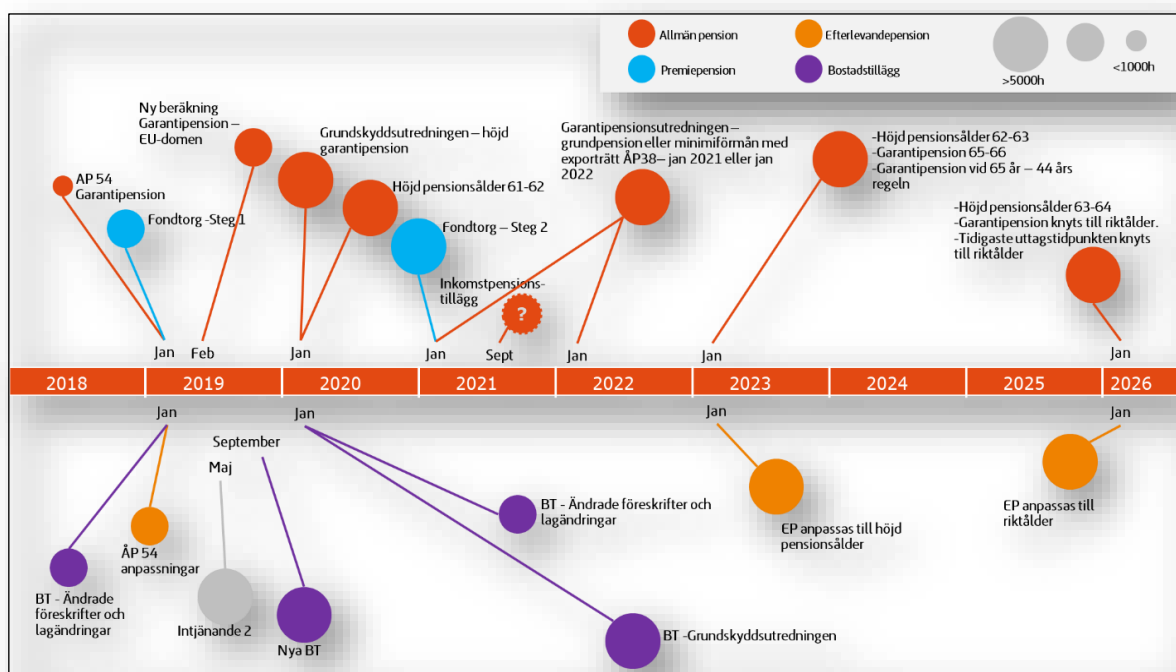 Allmän pension
Efterlevandepension
Premiepension
Bostadstillägg
>5000h
<1000h
Ny beräkning
Garantipension –
EU-domen
AP 54
Garantipension
Fondtorg -Steg 1
Grundskyddsutredningen – höjd
garantipension
Höjd pensionsålder 61-62
Fondtorg – Steg 2
Inkomstpensions-
tillägg
?
Garantipensionsutredningen –
grundpension eller minimiförmån med
exporträtt ÅP38– jan 2021 eller jan
2022
-Höjd pensionsålder 62-63
-Garantipension 65-66
-Garantipension vid 65 år – 44 års
regeln
-Höjd pensionsålder 63-64
-Garantipension knyts till riktålder.
-Tidigaste uttagstidpunkten knyts
till riktålder
Jan
Feb
Jan
Jan
Sept
Jan
Jan
Jan
2018
2019
2020
2021
2022
2023
2024
2025
2026
Jan
Jan
Jan
Jan
September
Maj
ÅP 54
anpassningar
BT - Ändrade
föreskrifter och
lagändringar
Intjänande 2
Nya BT
BT - Ändrade föreskrifter och
lagändringar
BT -Grundskyddsutredningen
EP anpassas till höjd
pensionsålder
EP anpassas till
riktålder